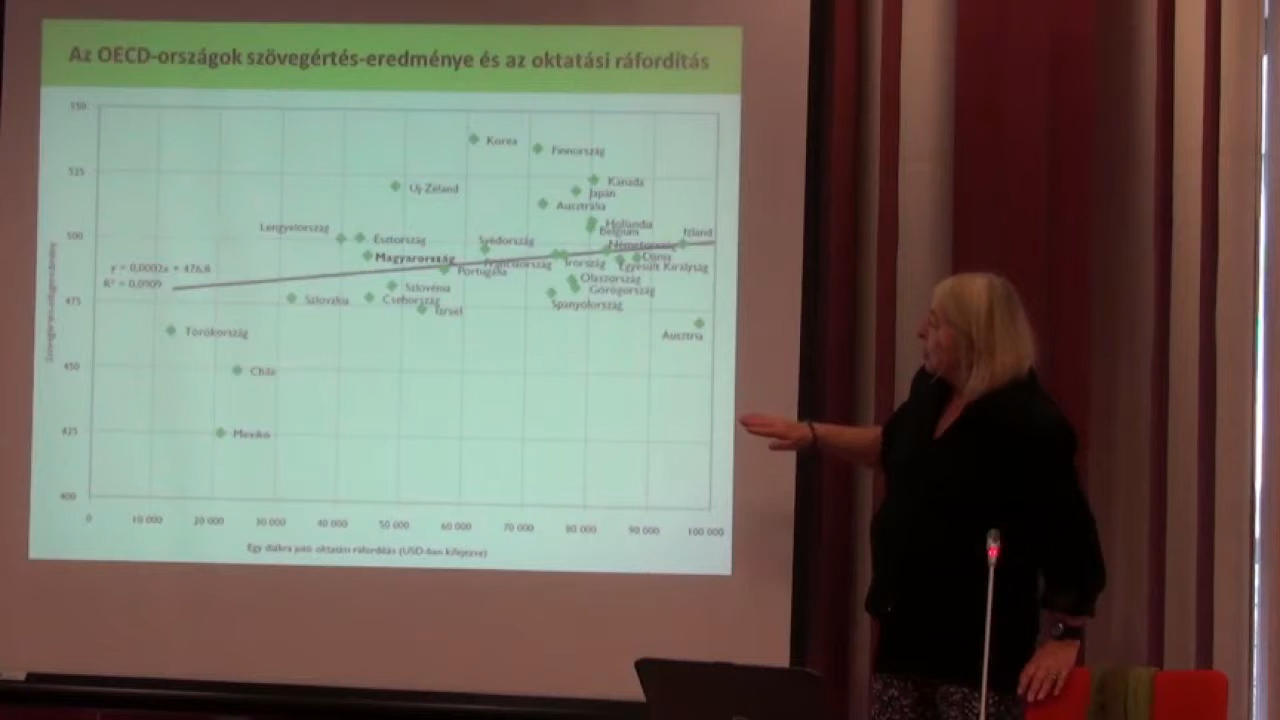 Az OECD-országok szövegértés-eredménye és az oktatási ráfordítás
550
Korea
Finnország
525
Kanada
Új-Zéland
Japán
Ausztrália
Hollandia
Lengyelország
Belgium
Izland
500
Észtország
Svédország
Németország
Magyarország
Franciaország
Írország
Dánia
Egyesült Királyság
y = 0,0002x + 476,8
Portugália
R² = 0,0909
Olaszország
Szlovénia
Görögország
475
Szlovákia
Csehország
Izrael
Spanyolország
Törökország
Ausztria
450
Chile
425
Mexikó
400
0
10 000
20 000
30 000
40 000
50 000
60 000
70 000
80 000
90 000
100 000
Egy diákra jutó oktatási ráfordítás (USD-ban kifejezve)